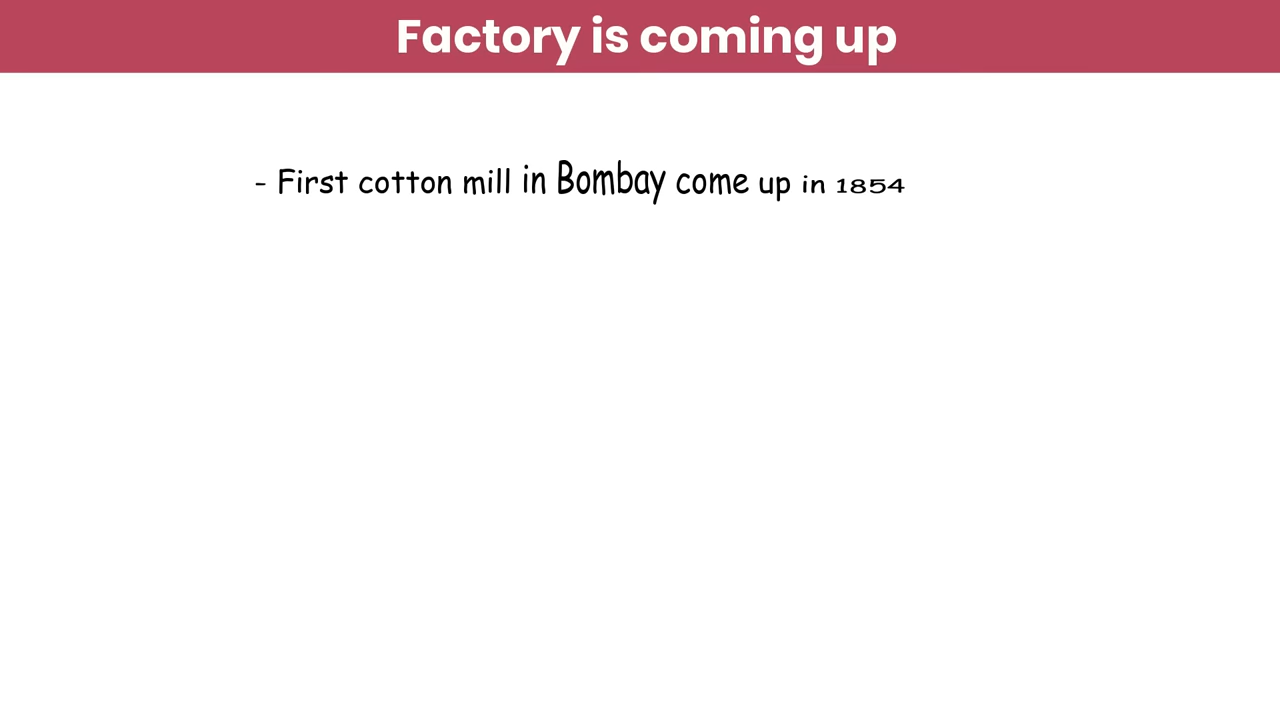 Factory is coming up
- First cotton mill in Bombay come up in 1854